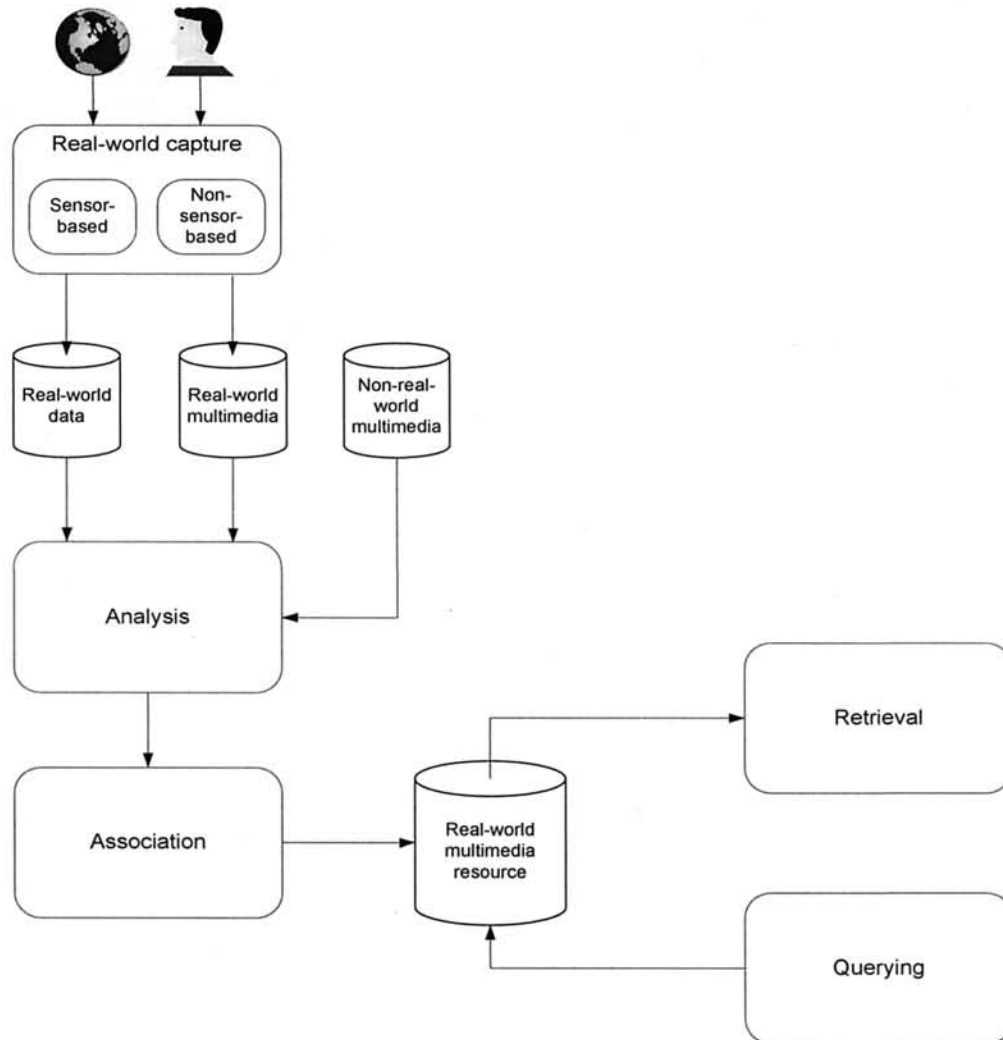 Real-world capture
Sensor-
based
Non-
sensor-
based
Real-world
data
Real-world
multimedia
Non-real-
world
multimedia
Analysis
Retrieval
Association
Real-world
multimedia
resource
Querying